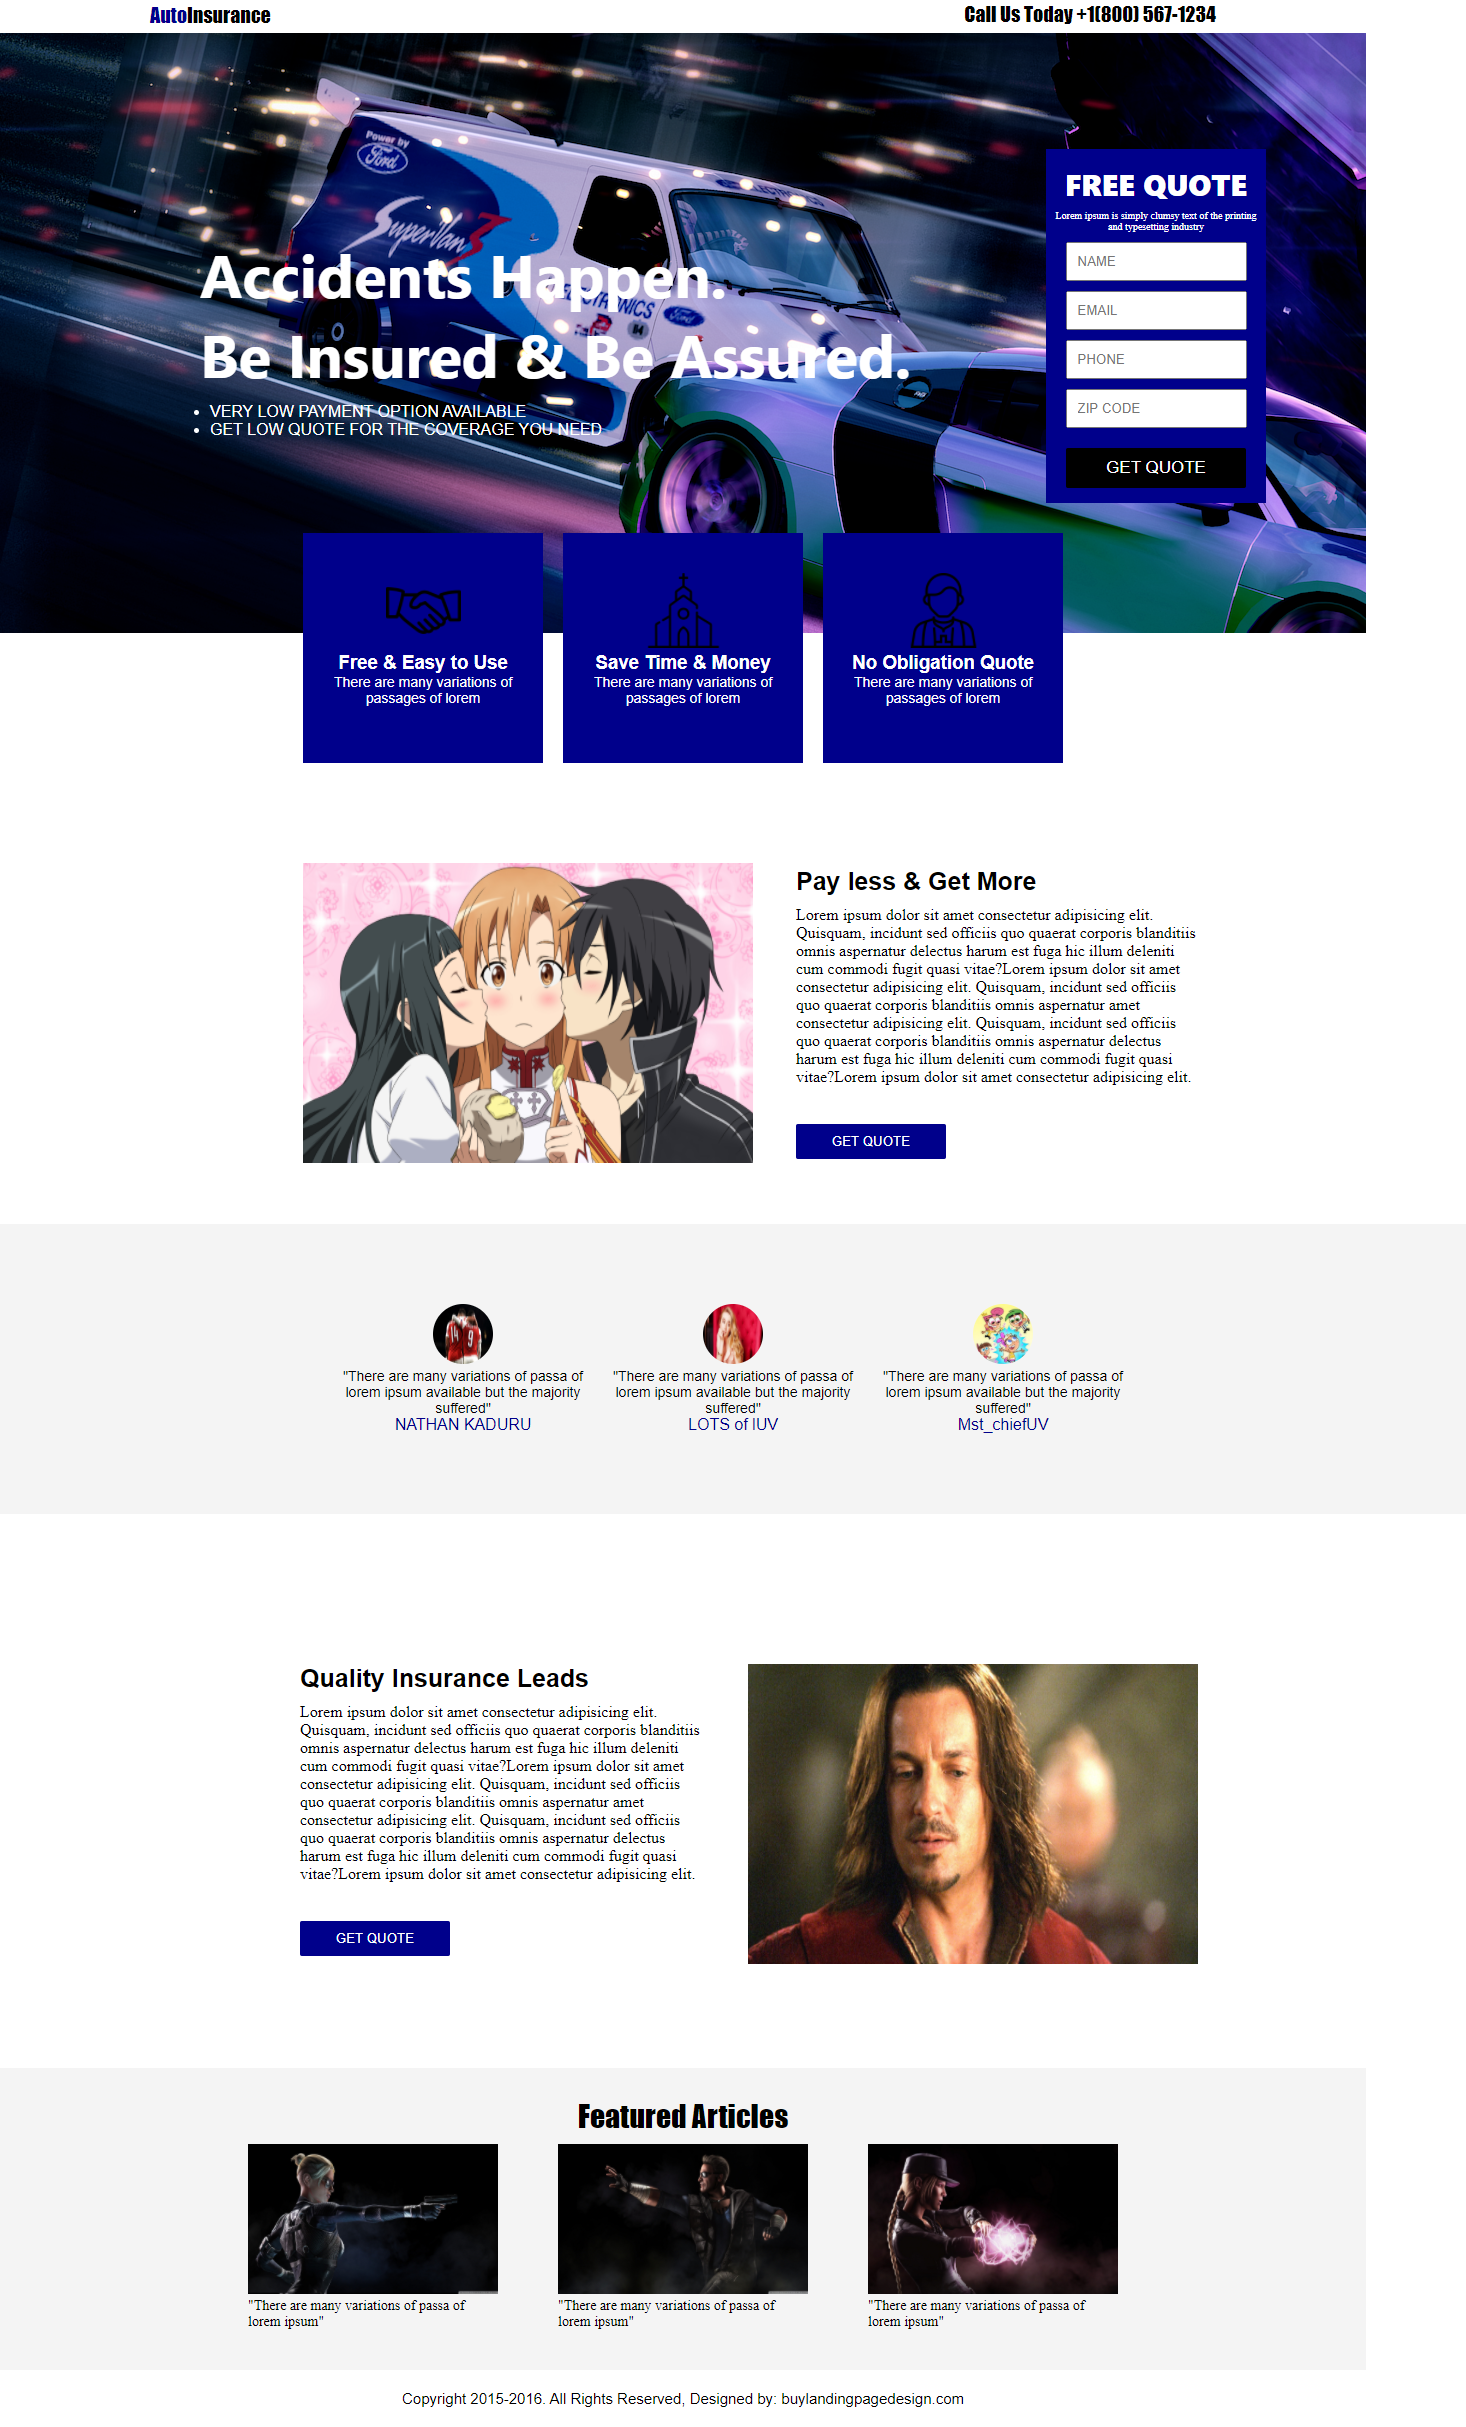 AutoInsurance
Call Us Today +1(800) 567-1234
Power by
Ford
SuperVan 3
Accidents Happen.
Be Insured & Be Assured.
VERY LOW PAYMENT OPTION AVAILABLE
GET LOW QUOTE FOR THE COVERAGE YOU NEED
FREE QUOTE
Lorem ipsum is simply clumsy text of the printing
and typesetting industry
NAME
EMAIL
PHONE
ZIP CODE
GET QUOTE
Free & Easy to Use
There are many variations of
passages of lorem
Save Time & Money
There are many variations of
passages of lorem
No Obligation Quote
There are many variations of
passages of lorem
Pay less & Get More
Lorem ipsum dolor sit amet consectetur adipisicing elit.
Quisquam, incidunt sed officiis quo quaerat corporis blanditiis
omnis aspernatur delectus harum est fuga hic illum deleniti
cum commodi fugit quasi vitae?Lorem ipsum dolor sit amet
consectetur adipisicing elit. Quisquam, incidunt sed officiis
quo quaerat corporis blanditiis omnis aspernatur amet
consectetur adipisicing elit. Quisquam, incidunt sed officiis
quo quaerat corporis blanditiis omnis aspernatur delectus
harum est fuga hic illum deleniti cum commodi fugit quasi
vitae?Lorem ipsum dolor sit amet consectetur adipisicing elit.
GET QUOTE
"There are many variations of passa of
lorem ipsum available but the majority
suffered"
NATHAN KADURU
"There are many variations of passa of
lorem ipsum available but the majority
suffered"
LOTS of lUV
"There are many variations of passa of
lorem ipsum available but the majority
suffered"
Mst_chiefUV
Quality Insurance Leads
Lorem ipsum dolor sit amet consectetur adipisicing elit.
Quisquam, incidunt sed officiis quo quaerat corporis blanditiis
omnis aspernatur delectus harum est fuga hic illum deleniti
cum commodi fugit quasi vitae?Lorem ipsum dolor sit amet
consectetur adipisicing elit. Quisquam, incidunt sed officiis
quo quaerat corporis blanditiis omnis aspernatur amet
consectetur adipisicing elit. Quisquam, incidunt sed officiis
quo quaerat corporis blanditiis omnis aspernatur delectus
harum est fuga hic illum deleniti cum commodi fugit quasi
vitae?Lorem ipsum dolor sit amet consectetur adipisicing elit.
GET QUOTE
Featured Articles
"There are many variations of passa of
lorem ipsum"
"There are many variations of passa of
lorem ipsum"
"There are many variations of passa of
lorem ipsum"
Copyright 2015-2016. All Rights Reserved, Designed by: buylandingpagedesign.com